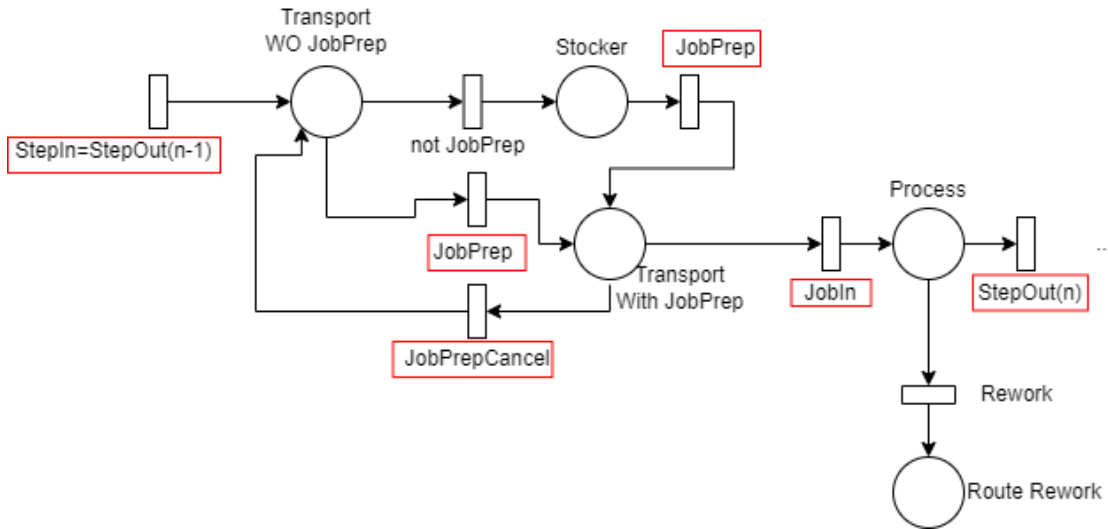 Transport
WO JobPrep
Stocker
JobPrep
StepIn=StepOut(n-1)
not JobPrep
Process
JobPrep
Transport
With JobPrep
JobIn
StepOut(n)
..
JobPrepCancel
Rework
Route Rework